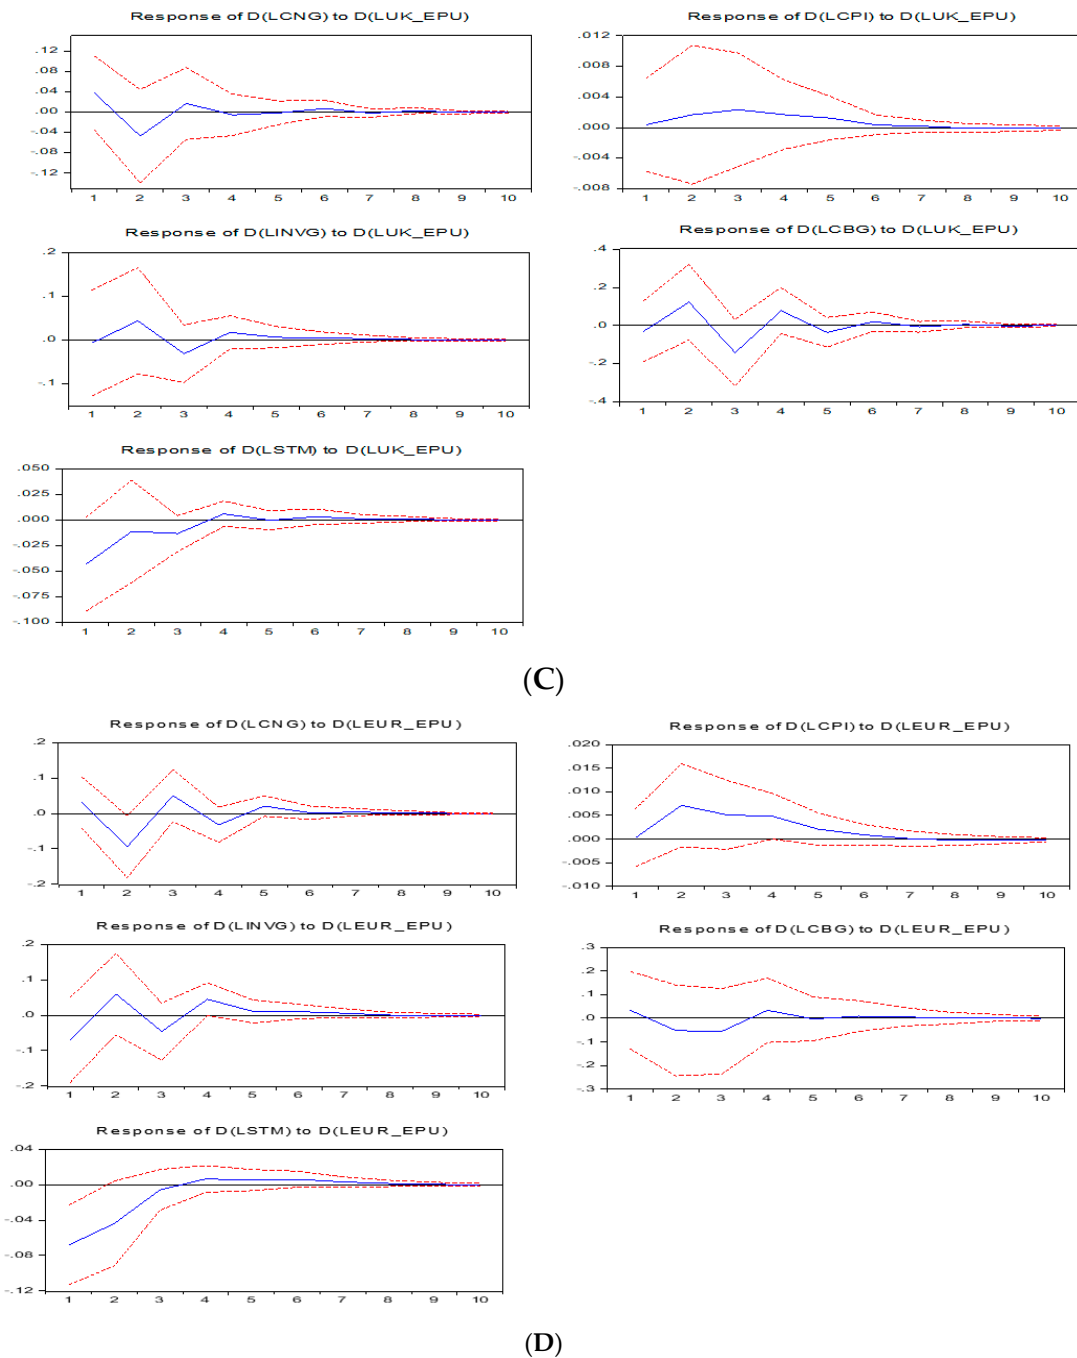 Response of D(LCNG) to D(LUK_EPU)
.12
.08
.04
.00
-.04
-.08
-.12
1 2 3 4 5 6 7 8 9 10
Response of D(LCPI) to D(LUK_EPU)
.012
.008
.004
.000
-.004
-.008
1 2 3 4 5 6 7 8 9 10
Response of D(LINVG) to D(LUK_EPU)
.2
.1
.0
-.1
1 2 3 4 5 6 7 8 9 10
Response of D(LCBG) to D(LUK_EPU)
.4
.2
.0
-.2
-.4
1 2 3 4 5 6 7 8 9 10
Response of D(LSTM) to D(LUK_EPU)
.050
.025
.000
-.025
-.050
-.075
-.100
1 2 3 4 5 6 7 8 9 10
(C)
Response of D(LCNG) to D(LEUR_EPU)
.2
.1
.0
-.1
-.2
1 2 3 4 5 6 7 8 9 10
Response of D(LCPI) to D(LEUR_EPU)
.020
.015
.010
.005
.000
-.005
-.010
1 2 3 4 5 6 7 8 9 10
Response of D(LINVG) to D(LEUR_EPU)
.2
.1
.0
-.1
-.2
1 2 3 4 5 6 7 8 9 10
Response of D(LCBG) to D(LEUR_EPU)
.3
.2
.1
.0
-.1
-.2
-.3
1 2 3 4 5 6 7 8 9 10
Response of D(LSTM) to D(LEUR_EPU)
.04
.00
-.04
-.08
-.12
1 2 3 4 5 6 7 8 9 10
(D)